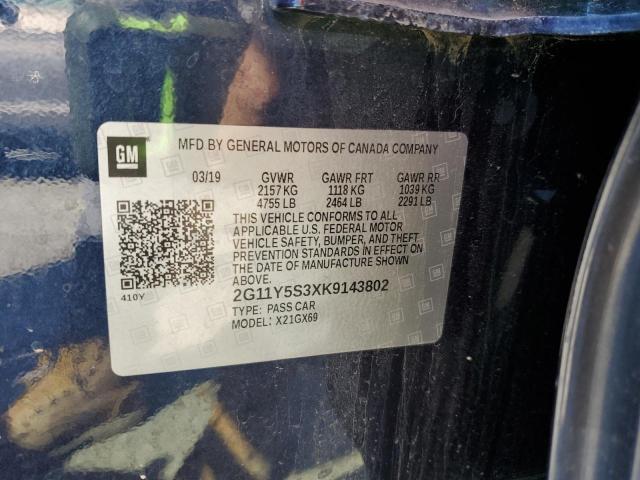 GM
MFD BY GENERAL MOTORS OF CANADA COMPANY
03/19 GVWR GAWR FRT GAWR RR
2157 KG 1118 KG 1039 KG
4755 LB 2464 LB 2291 LB
THIS VEHICLE CONFORMS TO ALL
APPLICABLE U.S. FEDERAL MOTOR
VEHICLE SAFETY, BUMPER, AND THEFT
PREVENTION STANDARDS IN EFFECT ON
THE DATE OF MANUFACTURE SHOWN
ABOVE.
410Y
2G11Y5S3XK9143802
TYPE: PASS CAR
MODEL: X21GX69